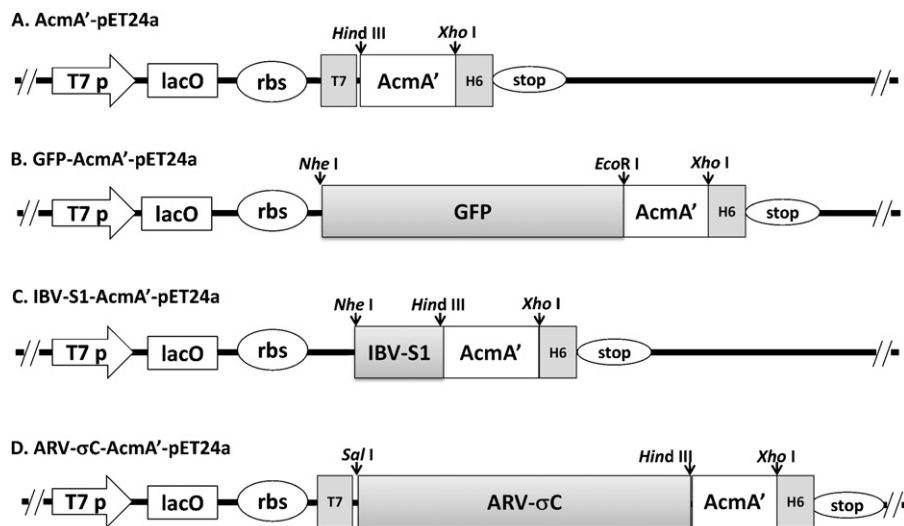 A. AcmA’-pET24a
Hind III
Xho I
T7 p
lacO
rbs
T7
AcmA’
H6
stop
B. GFP-AcmA’-pET24a
Nhe I
EcoR I
Xho I
T7 p
lacO
rbs
GFP
AcmA’
H6
stop
C. IBV-S1-AcmA’-pET24a
Nhe I
Hind III
Xho I
T7 p
lacO
rbs
IBV-S1
AcmA’
H6
stop
D. ARV-σC-AcmA’-pET24a
Sal I
Hind III
Xho I
T7 p
lacO
rbs
T7
ARV-σC
AcmA’
H6
stop